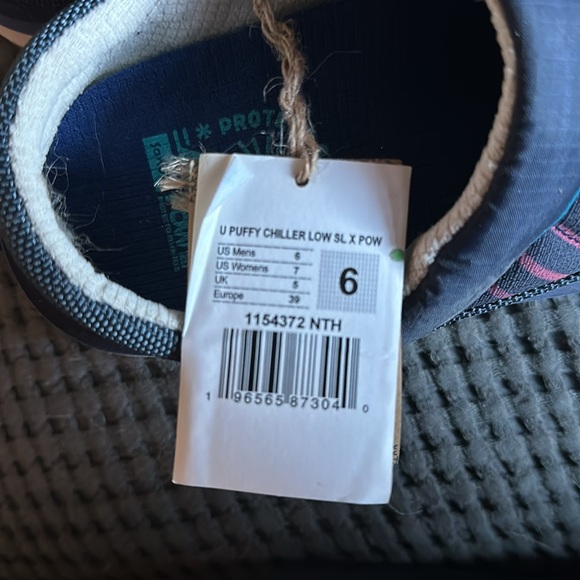 PROTA
U PUFFY CHILLER LOW SL X POW
US Mens 6
US Womens 7
UK 5
Europe 39
6
1154372 NTH
1 96565 87304 0